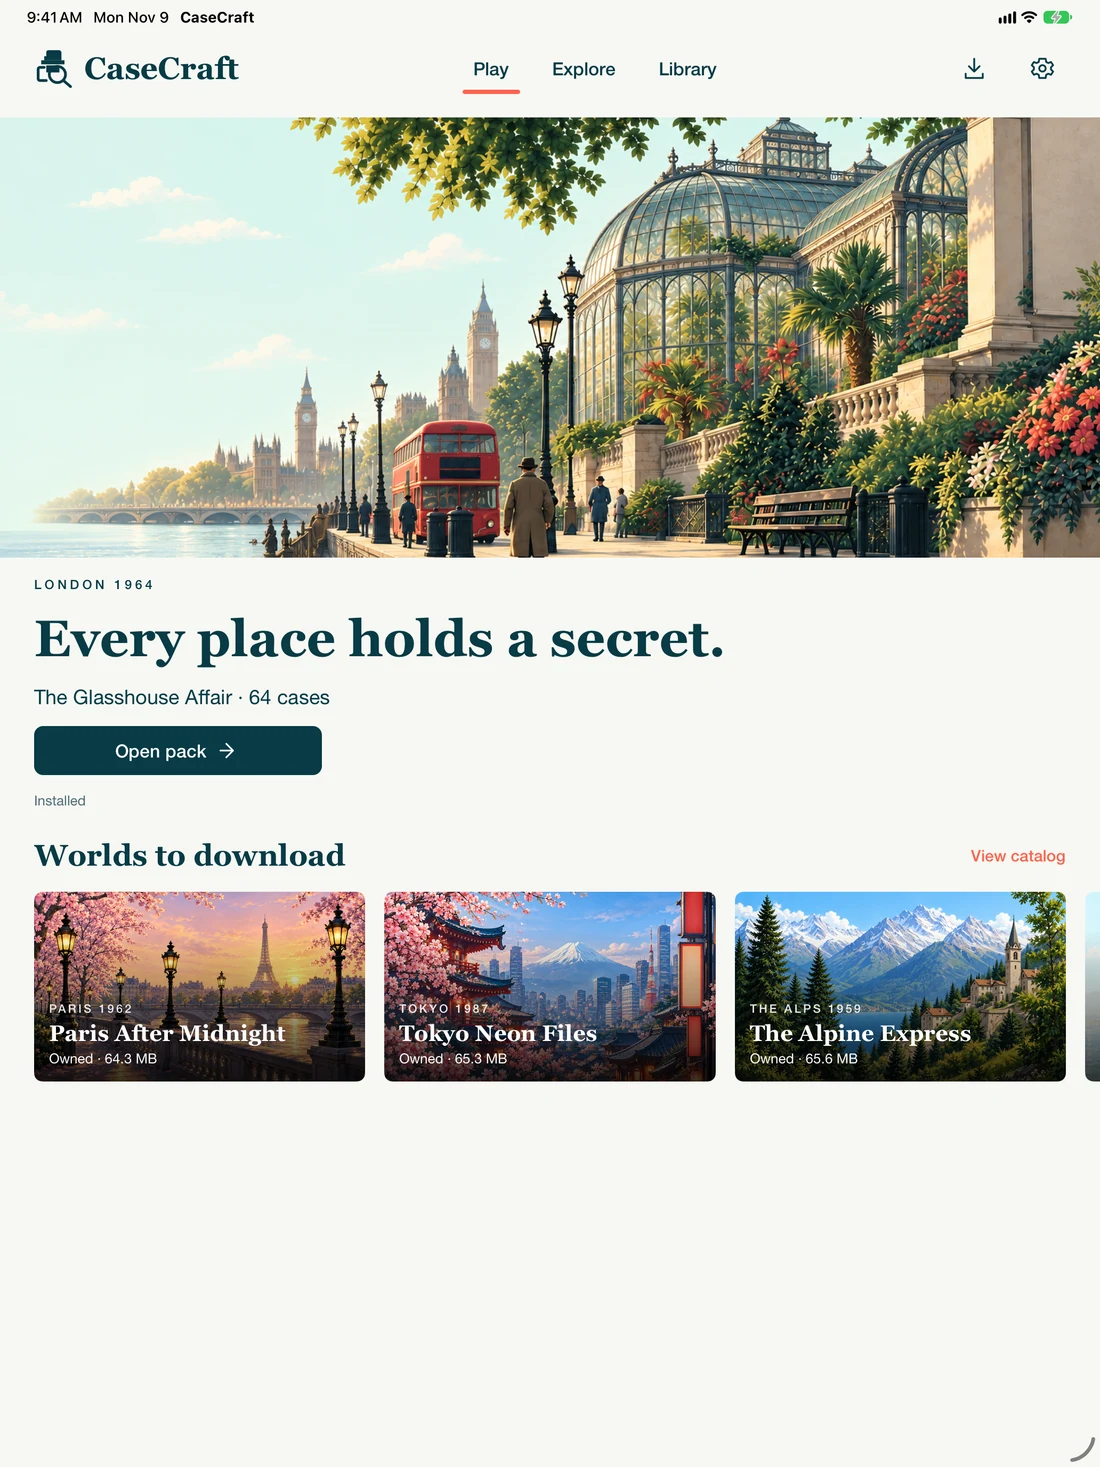 9:41 AM Mon Nov 9 CaseCraft
CaseCraft
Play Explore Library
LONDON 1964
Every place holds a secret.
The Glasshouse Affair · 64 cases
Open pack →
Installed
Worlds to download
View catalog
PARIS 1962
Paris After Midnight
Owned · 64.3 MB
TOKYO 1987
Tokyo Neon Files
Owned · 65.3 MB
THE ALPS 1959
The Alpine Express
Owned · 65.6 MB